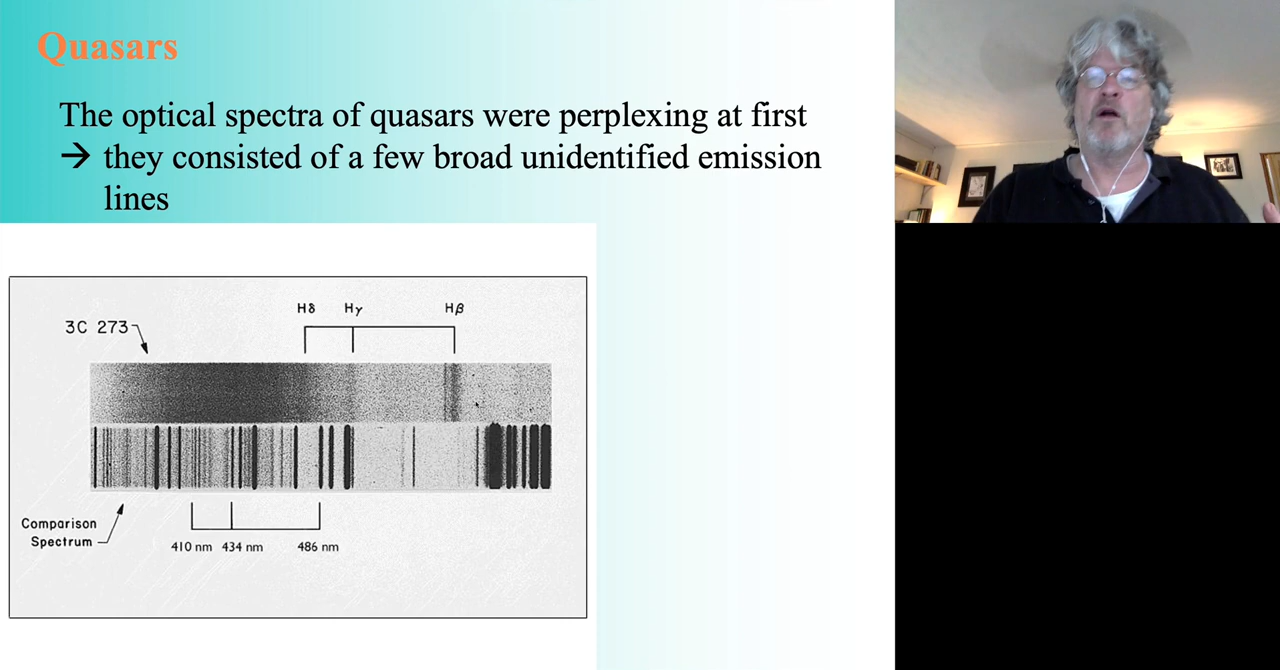 Quasars
The optical spectra of quasars were perplexing at first
→ they consisted of a few broad unidentified emission
lines
Hδ Hγ Hβ
3C 273
Comparison
Spectrum
410 nm 434 nm 486 nm